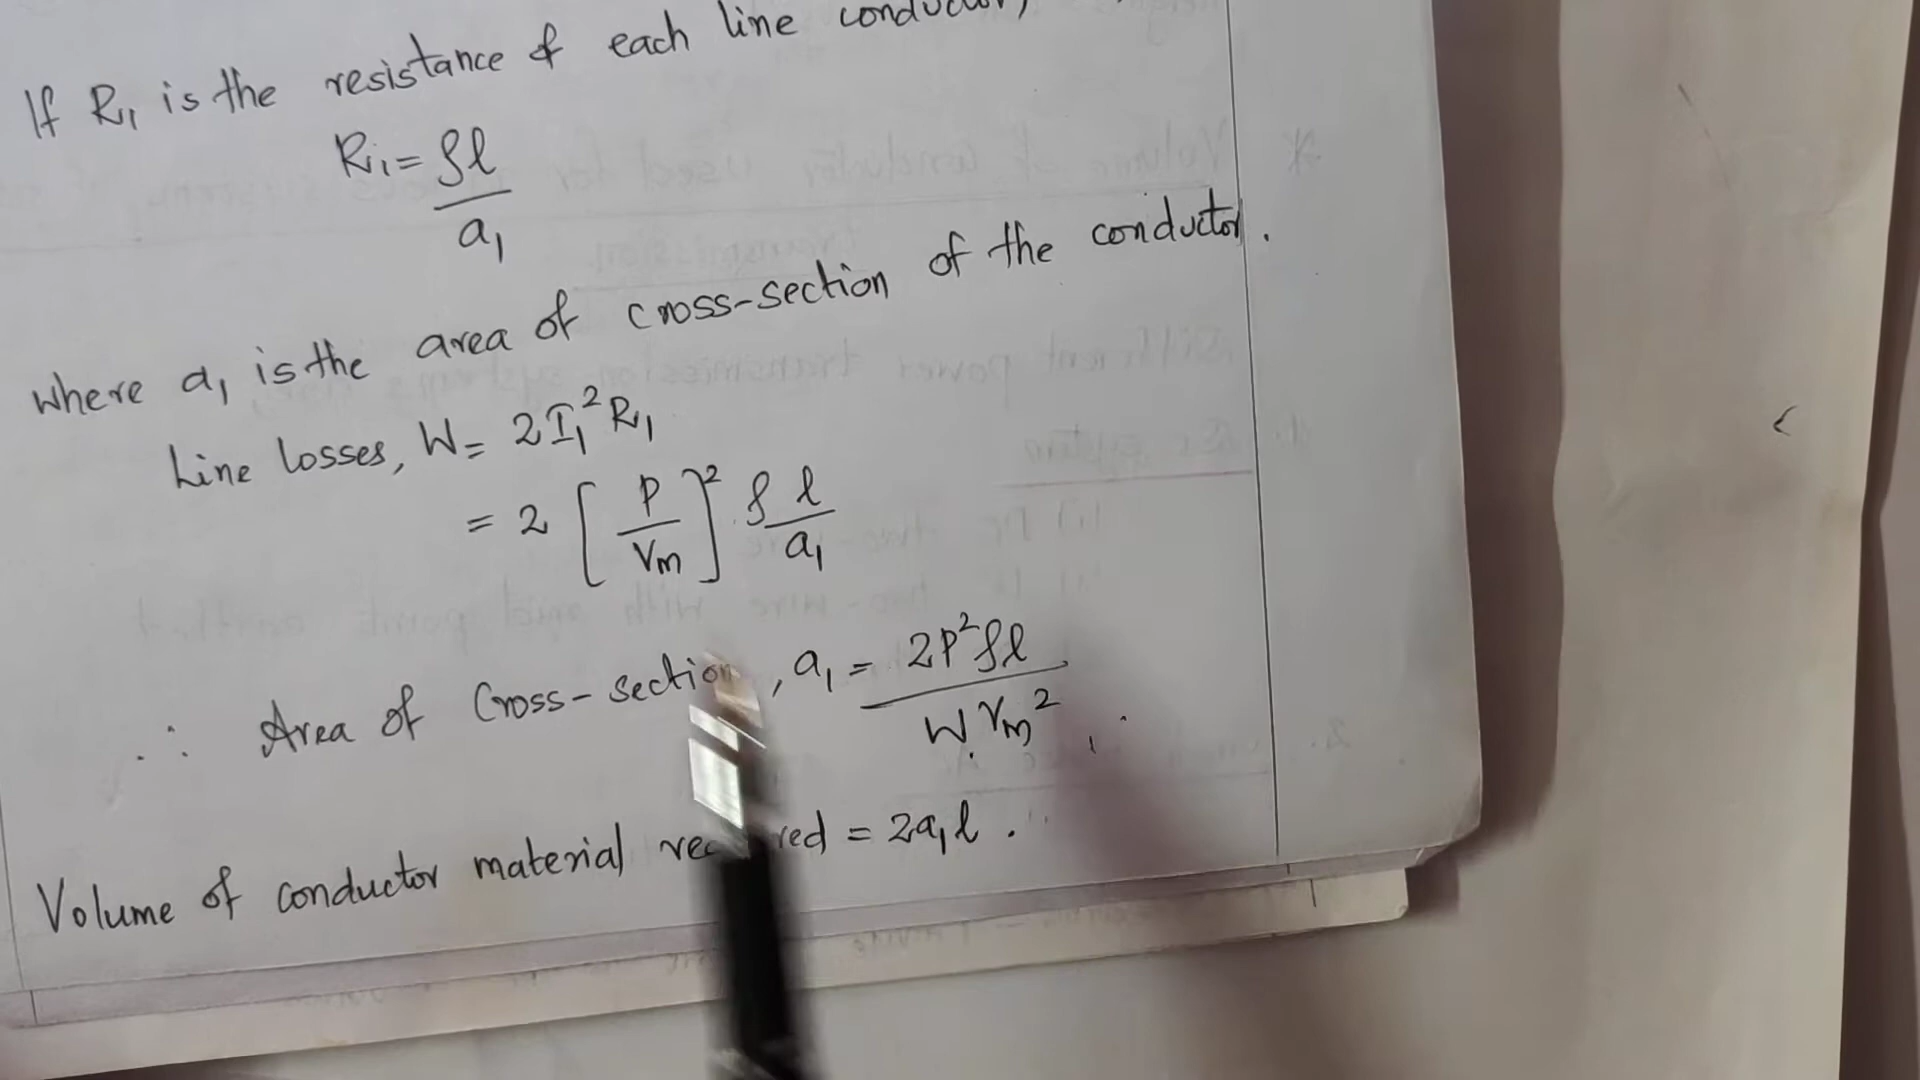 If R₁ is the resistance of each line conductor,
R₁ = ρl / a₁
where a₁ is the area of cross-section of the conductor.
Line losses, W = 2I₁²R₁
= 2 [P / Vm]² ρ l / a₁
∴ Area of Cross-section, a₁ = 2P²ρl / W Vm²
Volume of conductor material = 2a₁l.